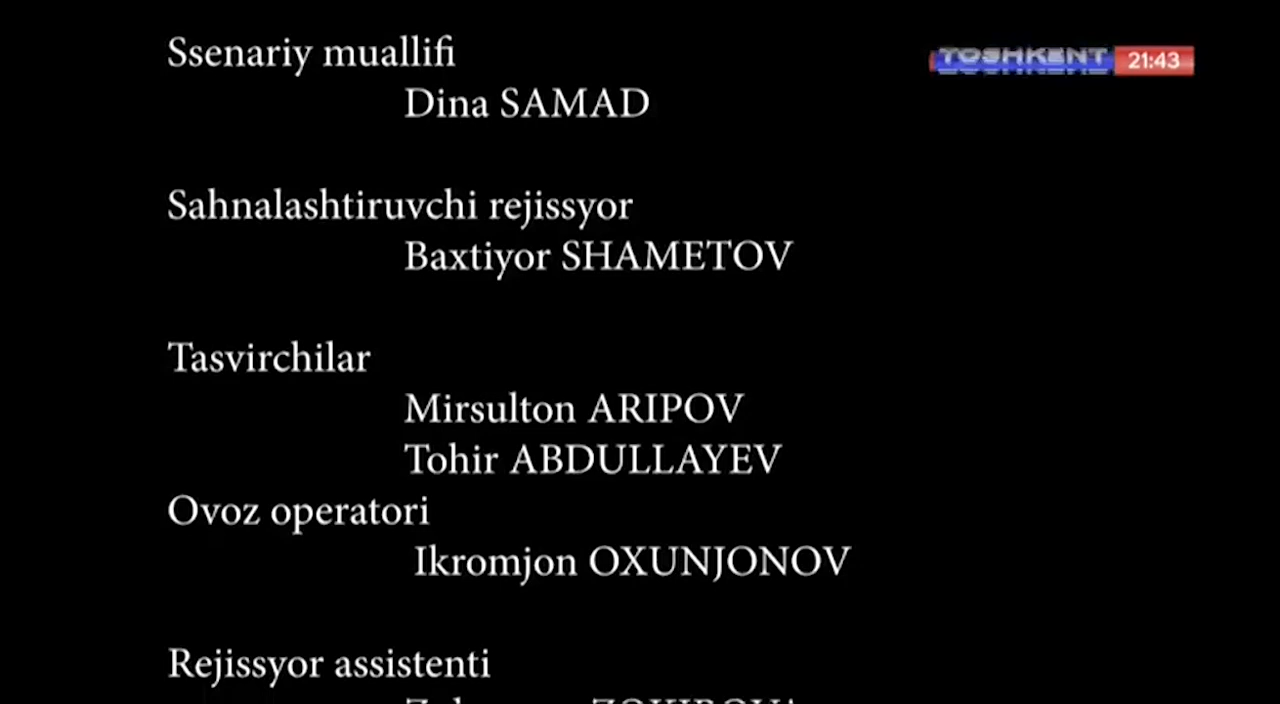 Ssenariy muallifi
TOSHKENT 21:43
Dina SAMAD
Sahnalashtiruvchi rejissyor
Baxtiyor SHAMETOV
Tasvirchilar
Mirsulton ARIPOV
Tohir ABDULLAYEV
Ovoz operatori
Ikromjon OXUNJONOV
Rejissyor assistenti